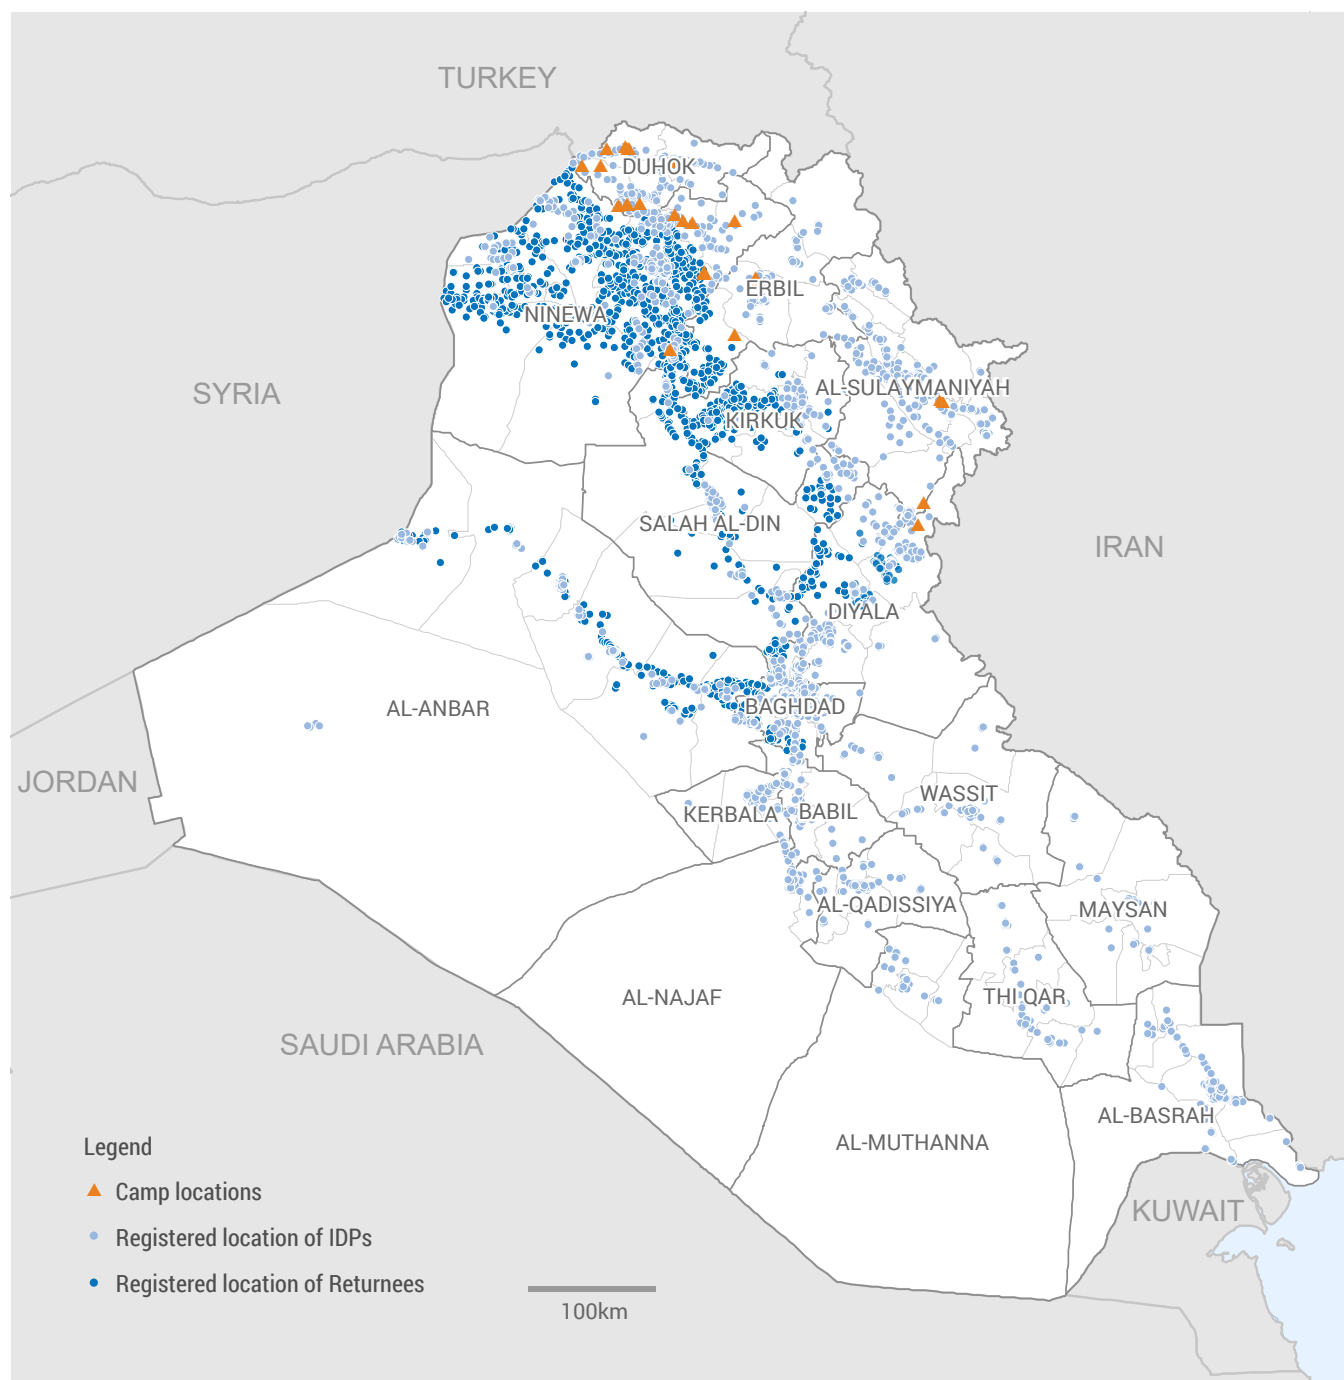 TURKEY
DUHOK
ERBIL
NINEWA
SYRIA
AL-SULAYMANIYAH
KIRKUK
SALAH AL-DIN
IRAN
DIYALA
AL-ANBAR
BAGHDAD
JORDAN
WASSIT
KERBALA
BABIL
AL-QADISSIYA
MAYSAN
AL-NAJAF
THI QAR
SAUDI ARABIA
AL-BASRAH
AL-MUTHANNA
KUWAIT
Legend
Camp locations
Registered location of IDPs
Registered location of Returnees
100km